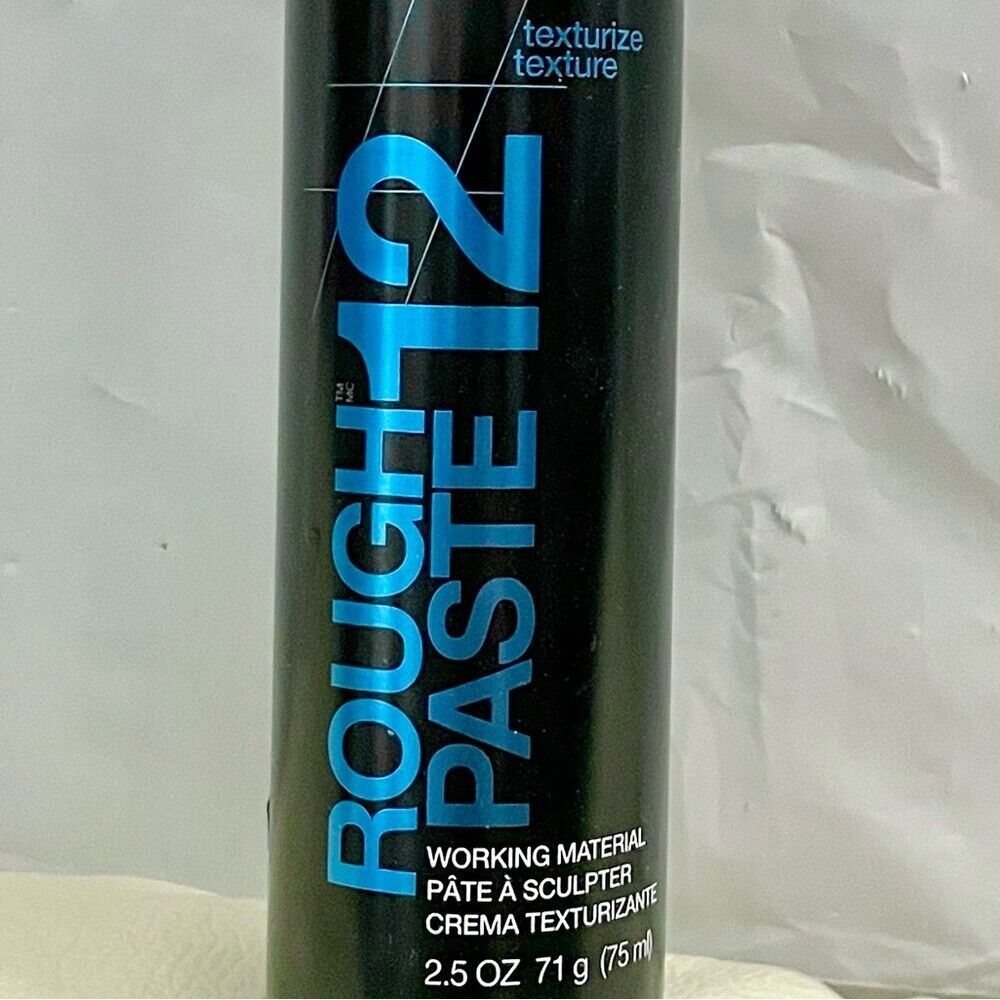 texturize
texture
ROUGH 12
™
MC
PASTE
WORKING MATERIAL
PÂTE À SCULPTER
CREMA TEXTURIZANTE
2.5 OZ 71 g (75 ml)